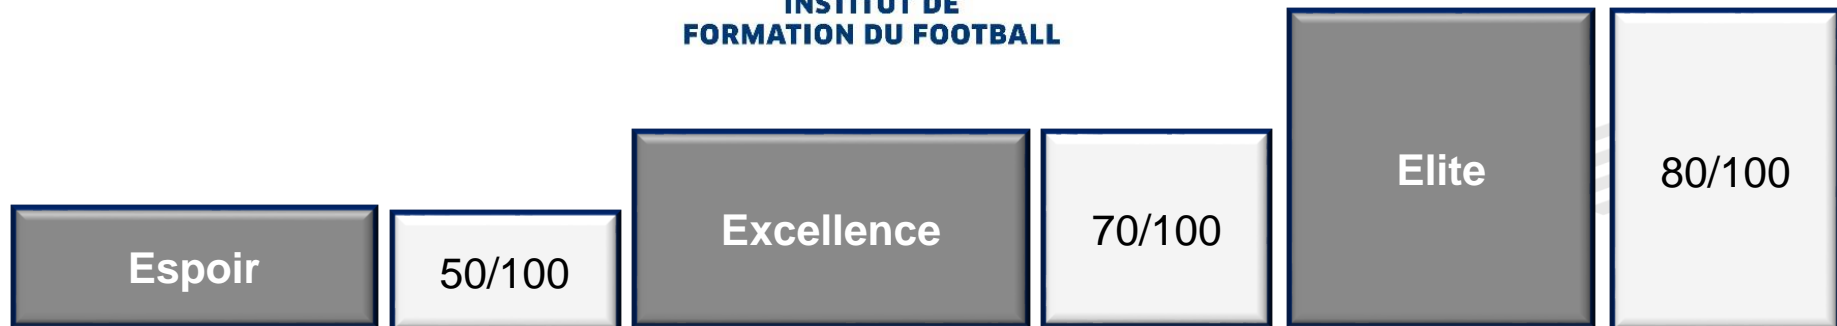 INSTITUT DE
FORMATION DU FOOTBALL
Espoir
50/100
Excellence
70/100
Elite
80/100